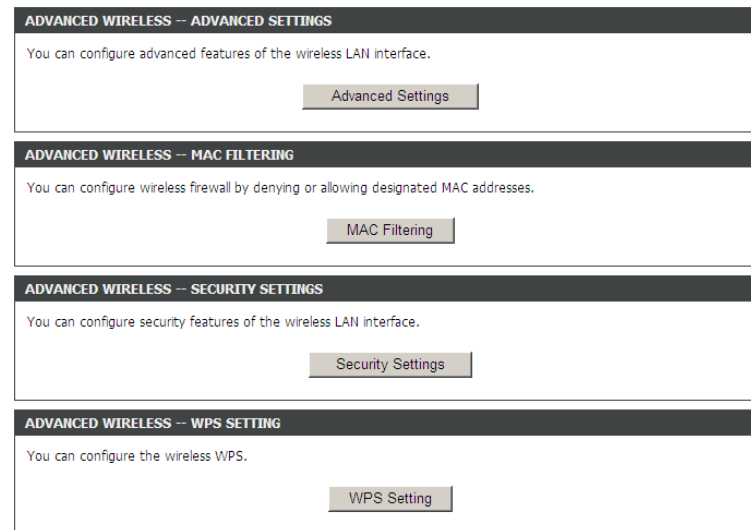 ADVANCED WIRELESS -- ADVANCED SETTINGS
You can configure advanced features of the wireless LAN interface.
Advanced Settings
ADVANCED WIRELESS -- MAC FILTERING
You can configure wireless firewall by denying or allowing designated MAC addresses.
MAC Filtering
ADVANCED WIRELESS -- SECURITY SETTINGS
You can configure security features of the wireless LAN interface.
Security Settings
ADVANCED WIRELESS -- WPS SETTING
You can configure the wireless WPS.
WPS Setting